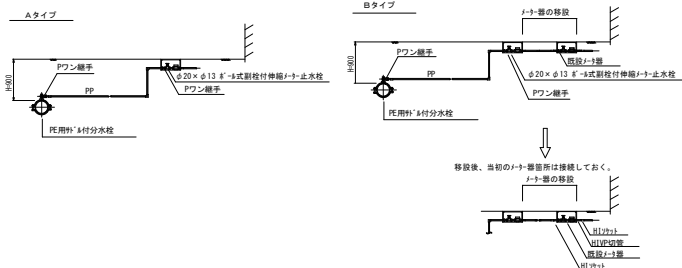 Aタイプ
Pワン継手
H=900
PP
φ20×φ13 ボール式副栓付伸縮メーター止水栓
Pワン継手
PE用サドル付分水栓
Bタイプ
メーター器の移設
Pワン継手
H=900
PP
既設メータ器
φ20×φ13 ボール式副栓付伸縮メーター止水栓
Pワン継手
PE用サドル付分水栓
移設後、当初のメーター器箇所は接続しておく。
メーター器の移設
HIソケット
HIVP切管
既設メータ器
HIソケット